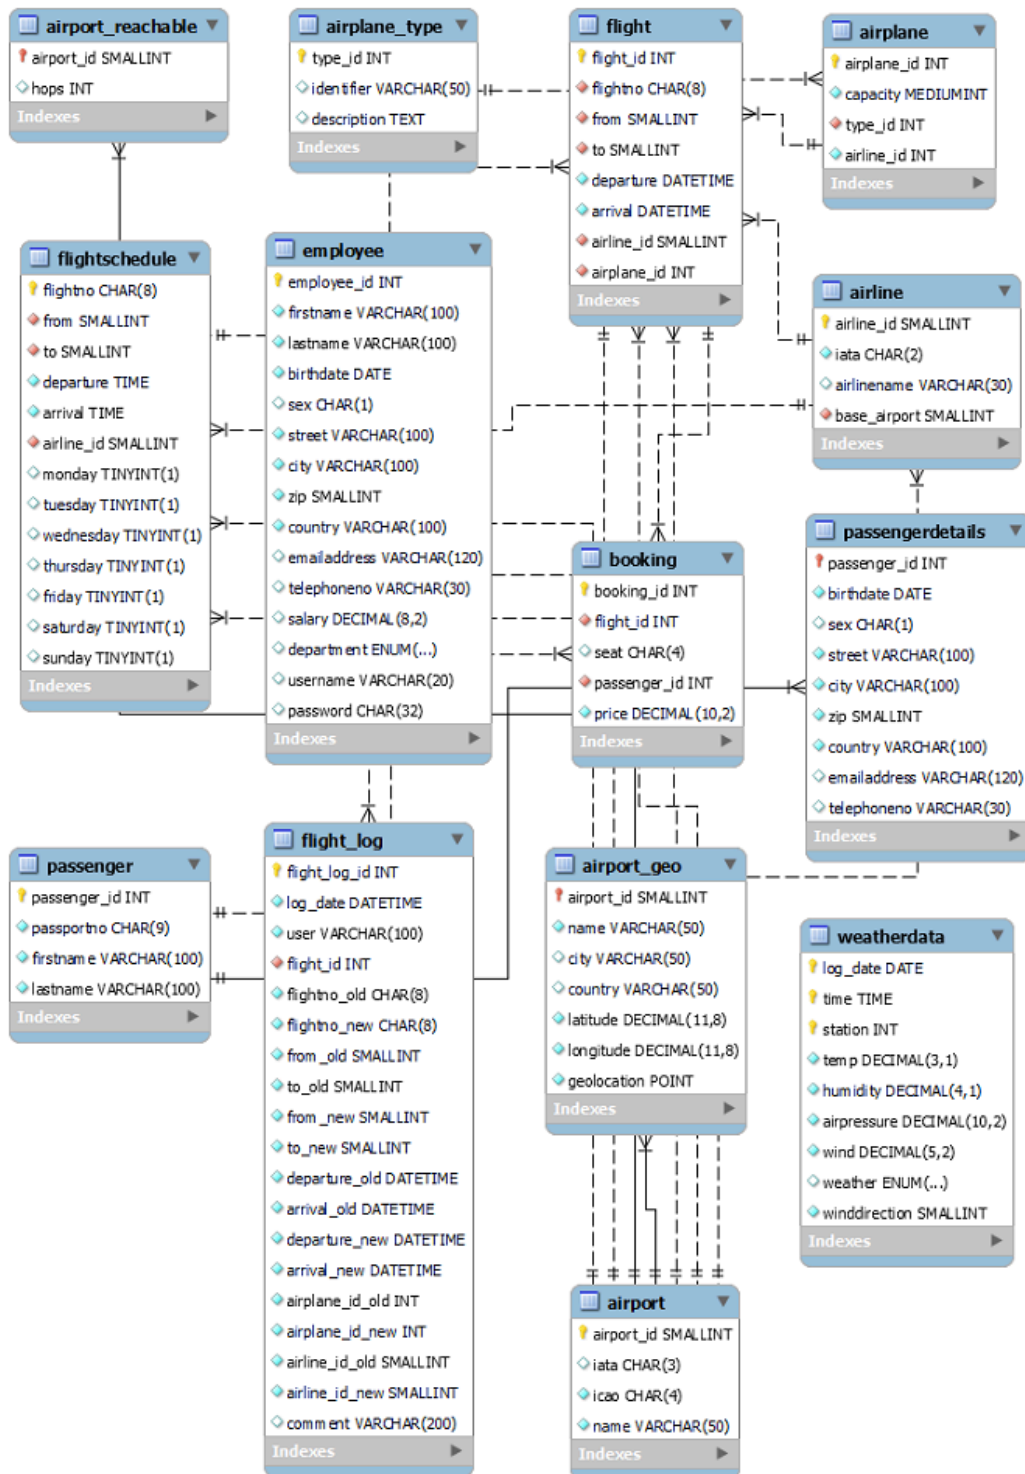 airport_reachable
airport_id SMALLINT
hops INT
Indexes
airplane_type
type_id INT
identifier VARCHAR(50)
description TEXT
Indexes
flight
flight_id INT
flightno CHAR(8)
from SMALLINT
to SMALLINT
departure DATETIME
arrival DATETIME
airline_id SMALLINT
airplane_id INT
Indexes
airplane
airplane_id INT
capacity MEDIUMINT
type_id INT
airline_id INT
Indexes
flightschedule
flightno CHAR(8)
from SMALLINT
to SMALLINT
departure TIME
arrival TIME
airline_id SMALLINT
monday TINYINT(1)
tuesday TINYINT(1)
wednesday TINYINT(1)
thursday TINYINT(1)
friday TINYINT(1)
saturday TINYINT(1)
sunday TINYINT(1)
Indexes
employee
employee_id INT
firstname VARCHAR(100)
lastname VARCHAR(100)
birthdate DATE
sex CHAR(1)
street VARCHAR(100)
city VARCHAR(100)
zip SMALLINT
country VARCHAR(100)
emailaddress VARCHAR(120)
telephoneno VARCHAR(30)
salary DECIMAL(8,2)
department ENUM(...)
username VARCHAR(20)
password CHAR(32)
Indexes
airline
airline_id SMALLINT
iata CHAR(2)
airlinename VARCHAR(30)
base_airport SMALLINT
Indexes
booking
booking_id INT
flight_id INT
seat CHAR(4)
passenger_id INT
price DECIMAL(10,2)
Indexes
passengerdetails
passenger_id INT
birthdate DATE
sex CHAR(1)
street VARCHAR(100)
city VARCHAR(100)
zip SMALLINT
country VARCHAR(100)
emailaddress VARCHAR(120)
telephoneno VARCHAR(30)
Indexes
passenger
passenger_id INT
passportno CHAR(9)
firstname VARCHAR(100)
lastname VARCHAR(100)
Indexes
flight_log
flight_log_id INT
log_date DATETIME
user VARCHAR(100)
flight_id INT
flightno_old CHAR(8)
flightno_new CHAR(8)
from_old SMALLINT
to_old SMALLINT
from_new SMALLINT
to_new SMALLINT
departure_old DATETIME
arrival_old DATETIME
departure_new DATETIME
arrival_new DATETIME
airplane_id_old INT
airplane_id_new INT
airline_id_old SMALLINT
airline_id_new SMALLINT
comment VARCHAR(200)
Indexes
airport_geo
airport_id SMALLINT
name VARCHAR(50)
city VARCHAR(50)
country VARCHAR(50)
latitude DECIMAL(11,8)
longitude DECIMAL(11,8)
geolocation POINT
Indexes
weatherdata
log_date DATE
time TIME
station INT
temp DECIMAL(3,1)
humidity DECIMAL(4,1)
airpressure DECIMAL(10,2)
wind DECIMAL(5,2)
weather ENUM(...)
winddirection SMALLINT
Indexes
airport
airport_id SMALLINT
iata CHAR(3)
icao CHAR(4)
name VARCHAR(50)
Indexes